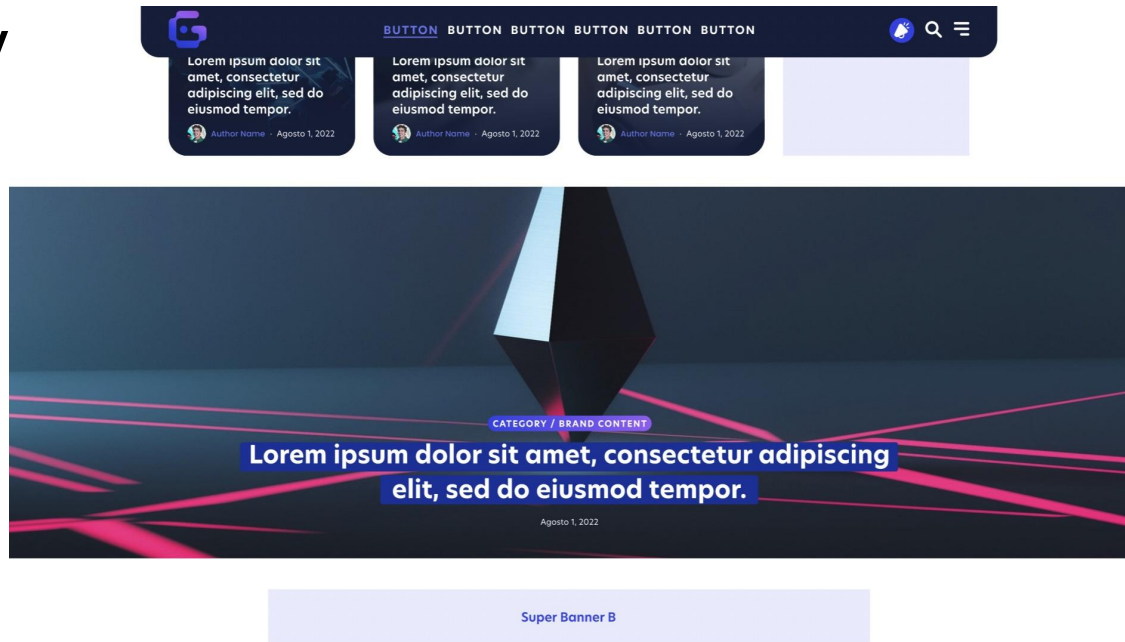 BUTTON BUTTON BUTTON BUTTON BUTTON BUTTON
Lorem ipsum dolor sit
amet, consectetur
adipiscing elit, sed do
eiusmod tempor.
Author Name · Agosto 1, 2022
Lorem ipsum dolor sit
amet, consectetur
adipiscing elit, sed do
eiusmod tempor.
Author Name · Agosto 1, 2022
Lorem ipsum dolor sit
amet, consectetur
adipiscing elit, sed do
eiusmod tempor.
Author Name · Agosto 1, 2022
CATEGORY / BRAND CONTENT
Lorem ipsum dolor sit amet, consectetur adipiscing
elit, sed do eiusmod tempor.
Agosto 1, 2022
Super Banner B